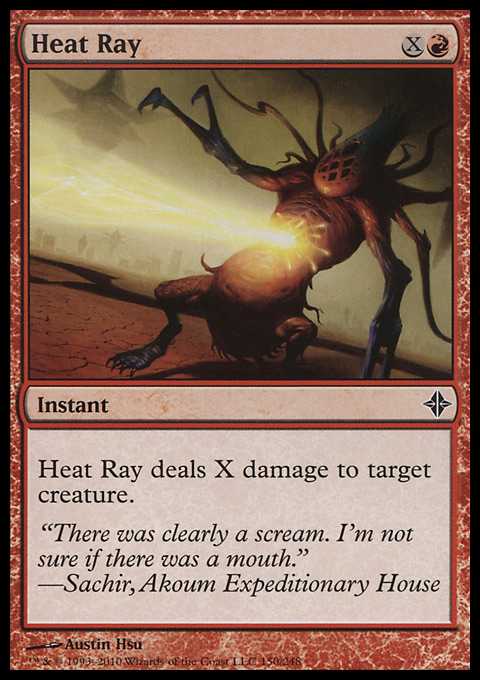 Heat Ray X
Instant
Heat Ray deals X damage to target
creature.
“There was clearly a scream. I’m not
sure if there was a mouth.”
—Sachir, Akoum Expeditionary House
Austin Hsu
™ & © 1993–2010 Wizards of the Coast LLC 150/248